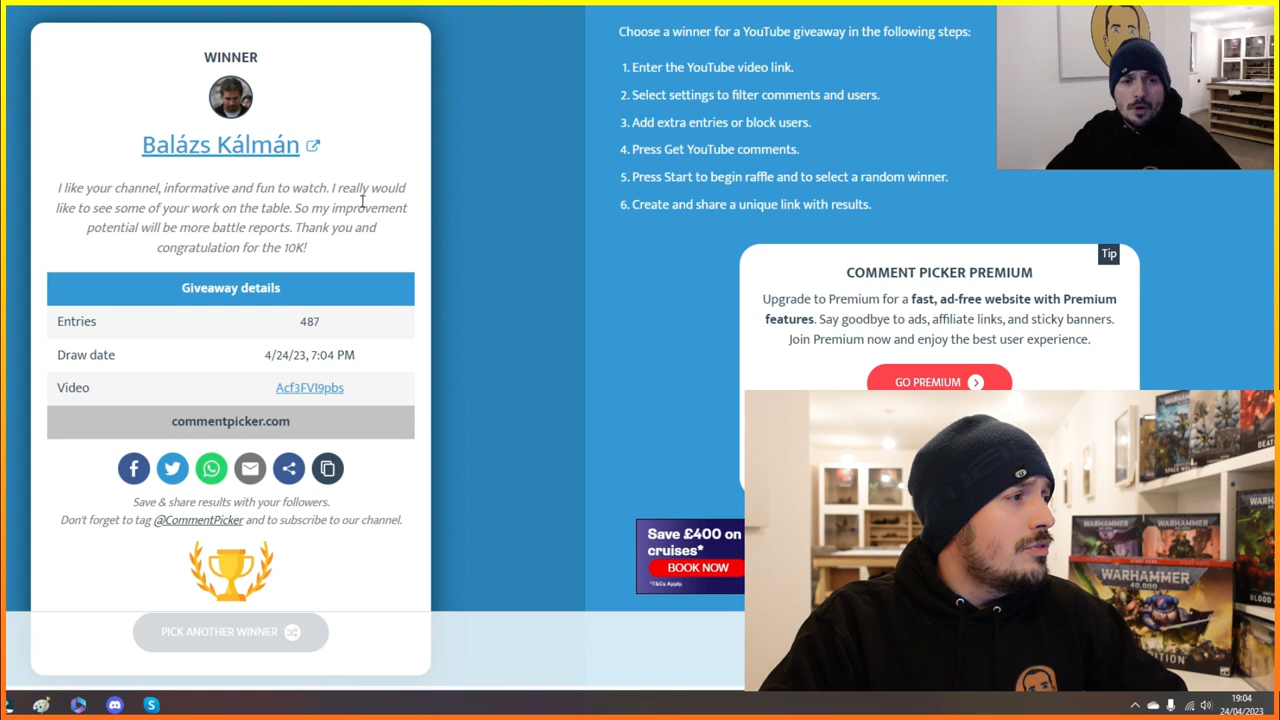 WINNER
Balázs Kálmán
I like your channel, informative and fun to watch. I really would
like to see some of your work on the table. So my improvement
potential will be more battle reports. Thank you and
congratulation for the 10K!
Giveaway details
Entries 487
Draw date 4/24/23, 7:04 PM
Video Acf3FVI9pbs
commentpicker.com
Save & share results with your followers.
Don't forget to tag @CommentPicker and to subscribe to our channel.
PICK ANOTHER WINNER
Choose a winner for a YouTube giveaway in the following steps:
1. Enter the YouTube video link.
2. Select settings to filter comments and users.
3. Add extra entries or block users.
4. Press Get YouTube comments.
5. Press Start to begin raffle and to select a random winner.
6. Create and share a unique link with results.
Tip
COMMENT PICKER PREMIUM
Upgrade to Premium for a fast, ad-free website with Premium
features. Say goodbye to ads, affiliate links, and sticky banners.
Join Premium now and enjoy the best user experience.
GO PREMIUM
Save £400 on
cruises*
BOOK NOW
*T&Cs Apply.
SPACE WOLVES
WARHAMMER
WARHAMMER
WARHAMMER
40,000
19:04
24/04/2023